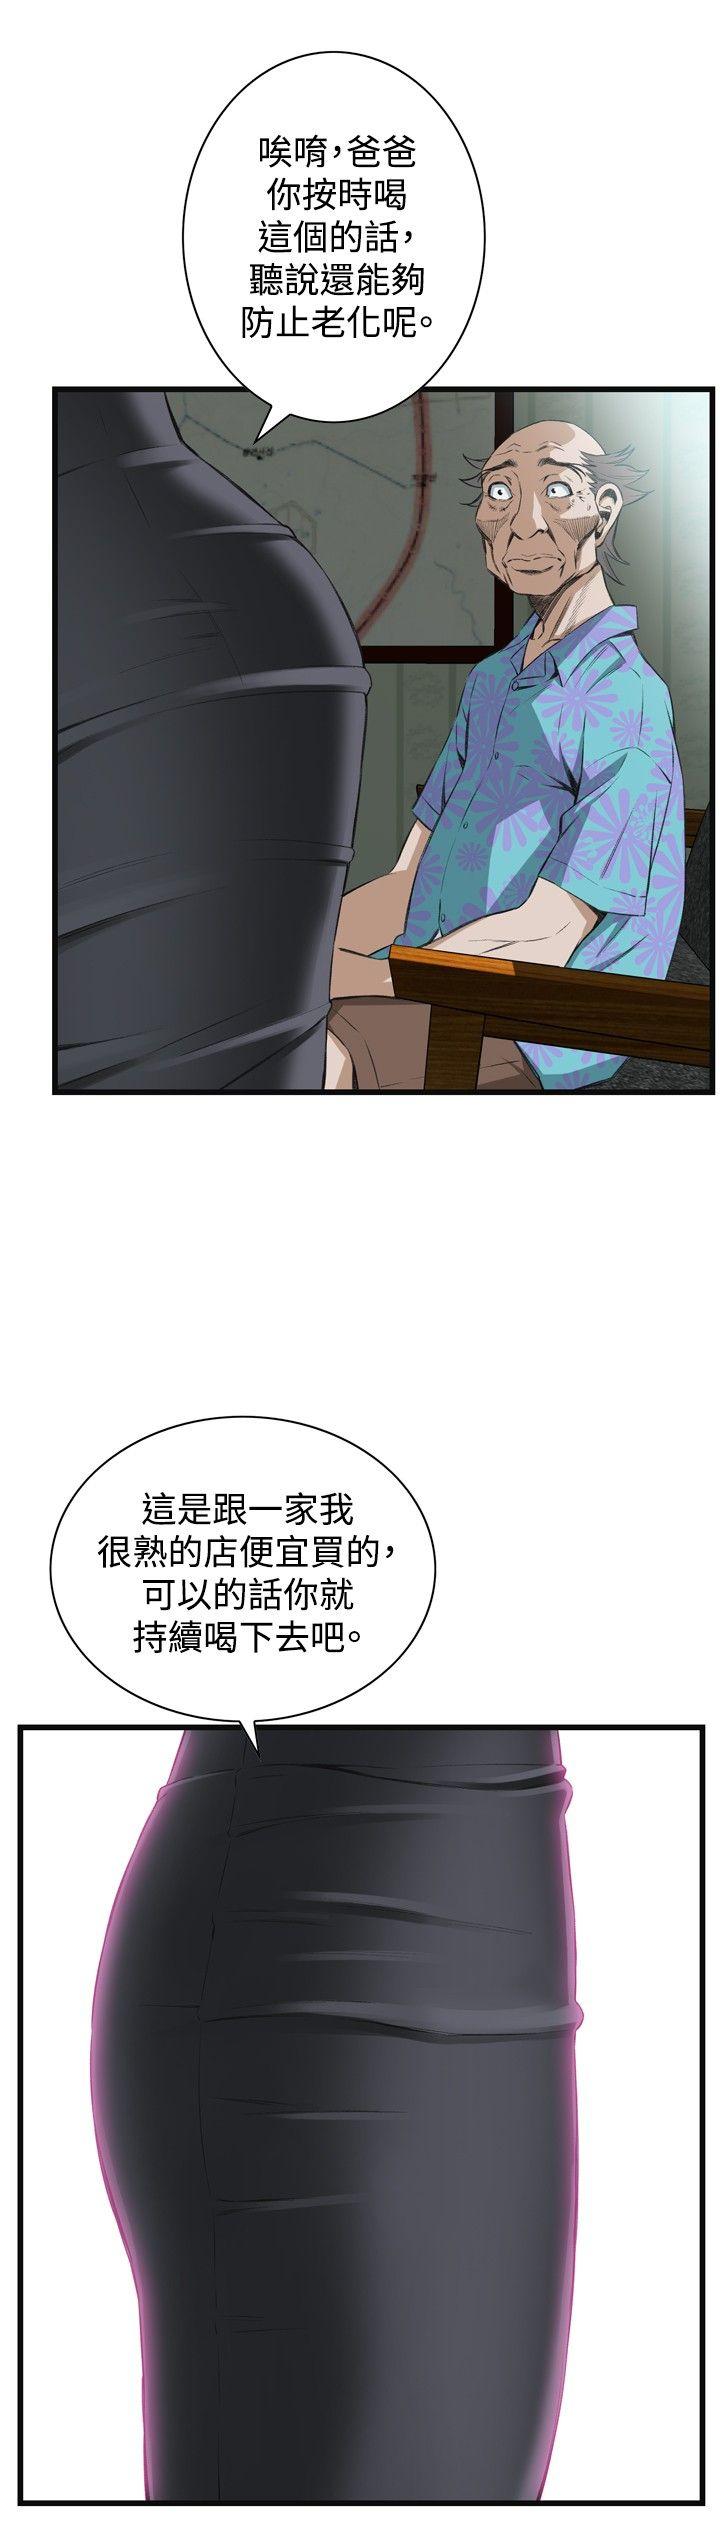 唉唷，爸爸
你按時喝
這個的話，
聽說還能夠
防止老化呢。
這是跟一家我
很熟的店便宜買的，
可以的話你就
持續喝下去吧。